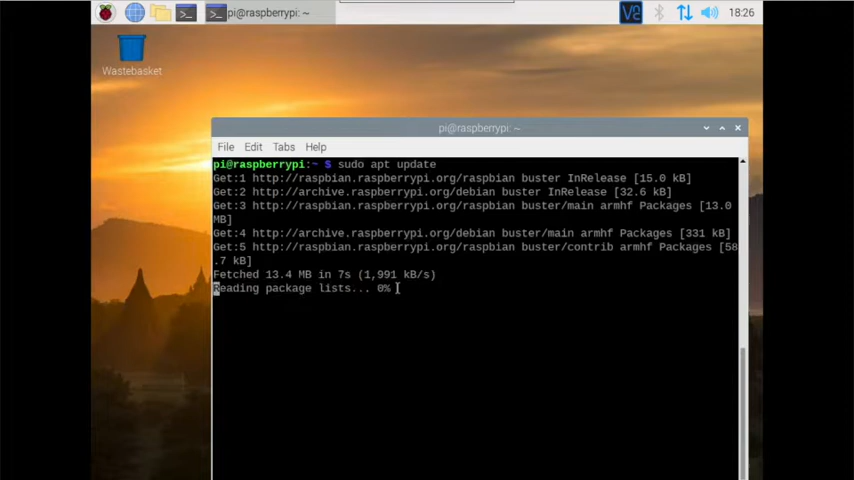 >_ >_ pi@raspberrypi: ~ 18:26
Wastebasket
pi@raspberrypi: ~
File Edit Tabs Help
pi@raspberrypi:~ $ sudo apt update
Get:1 http://raspbian.raspberrypi.org/raspbian buster InRelease [15.0 kB]
Get:2 http://archive.raspberrypi.org/debian buster InRelease [32.6 kB]
Get:3 http://raspbian.raspberrypi.org/raspbian buster/main armhf Packages [13.0
MB]
Get:4 http://archive.raspberrypi.org/debian buster/main armhf Packages [331 kB]
Get:5 http://raspbian.raspberrypi.org/raspbian buster/contrib armhf Packages [58
.7 kB]
Fetched 13.4 MB in 7s (1,991 kB/s)
Reading package lists... 0%